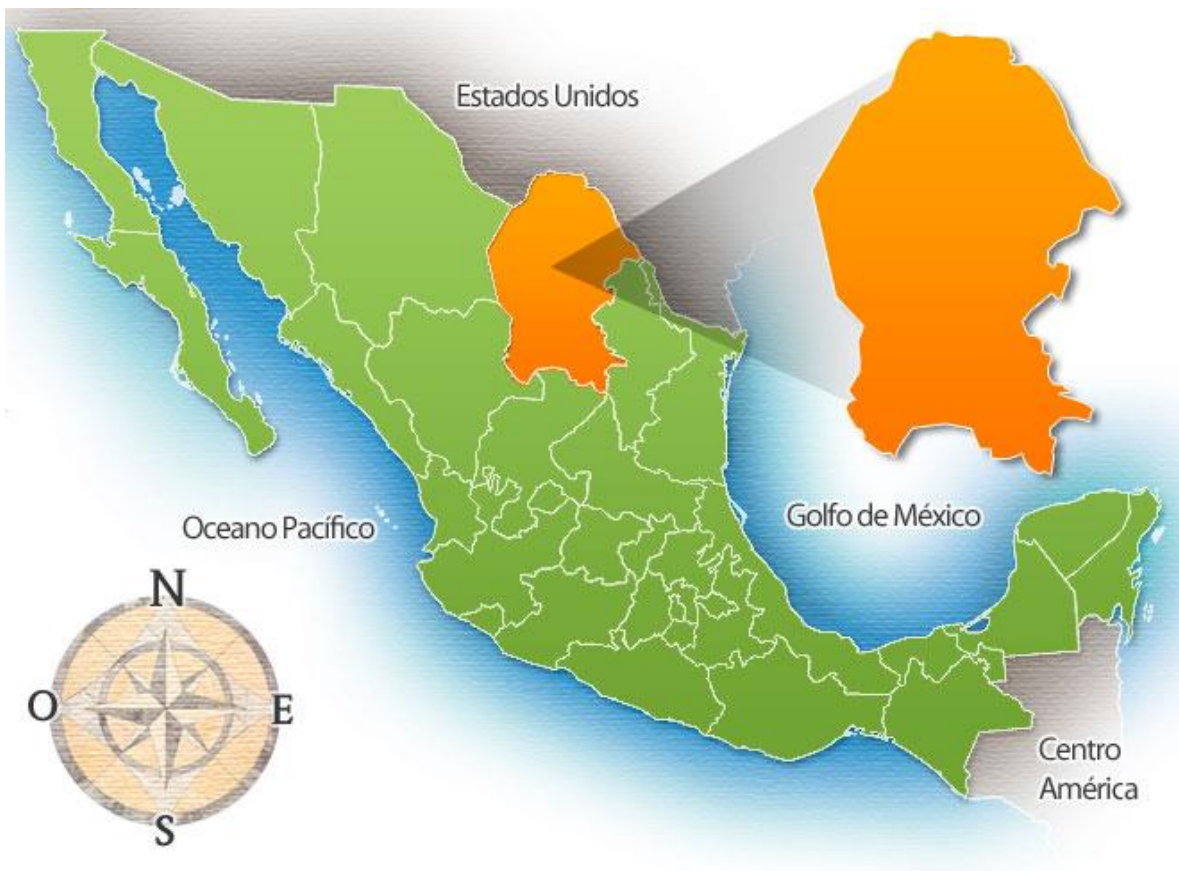 Estados Unidos
Oceano Pacífico
Golfo de México
N
O
E
S
Centro
América